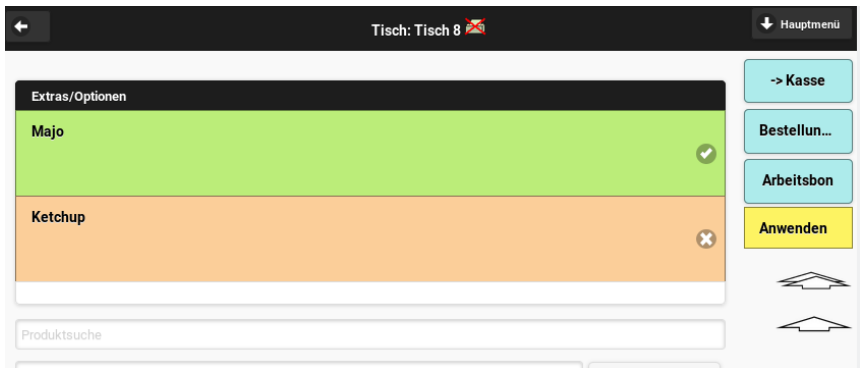 Tisch: Tisch 8
Hauptmenü
-> Kasse
Extras/Optionen
Majo
Bestellun...
Arbeitsbon
Ketchup
Anwenden
Produktsuche